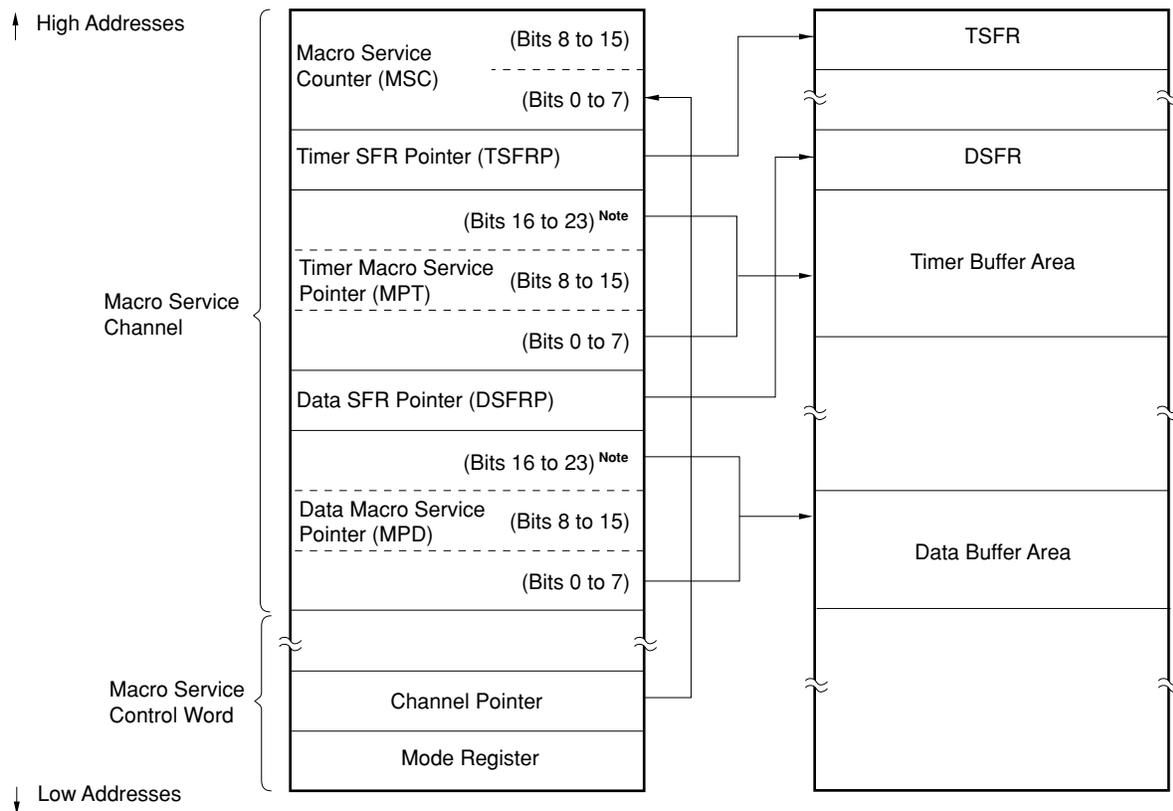 High Addresses
Macro Service
Counter (MSC)
(Bits 8 to 15)
(Bits 0 to 7)
Timer SFR Pointer (TSFRP)
(Bits 16 to 23) Note
Timer Macro Service
Pointer (MPT)
(Bits 8 to 15)
(Bits 0 to 7)
Data SFR Pointer (DSFRP)
(Bits 16 to 23) Note
Data Macro Service
Pointer (MPD)
(Bits 8 to 15)
(Bits 0 to 7)
Macro Service
Channel
Channel Pointer
Mode Register
Macro Service
Control Word
Low Addresses
TSFR
DSFR
Timer Buffer Area
Data Buffer Area